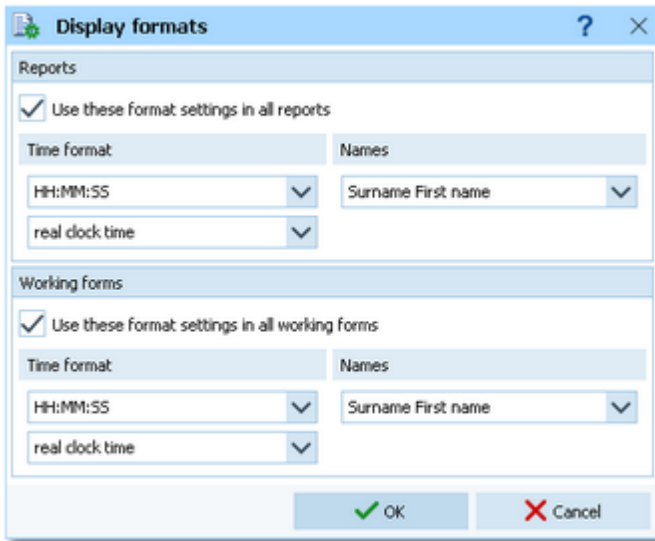 Display formats ?
Reports
Use these format settings in all reports
Time format Names
HH:MM:SS Surname First name
real clock time
Working forms
Use these format settings in all working forms
Time format Names
HH:MM:SS Surname First name
real clock time
OK Cancel